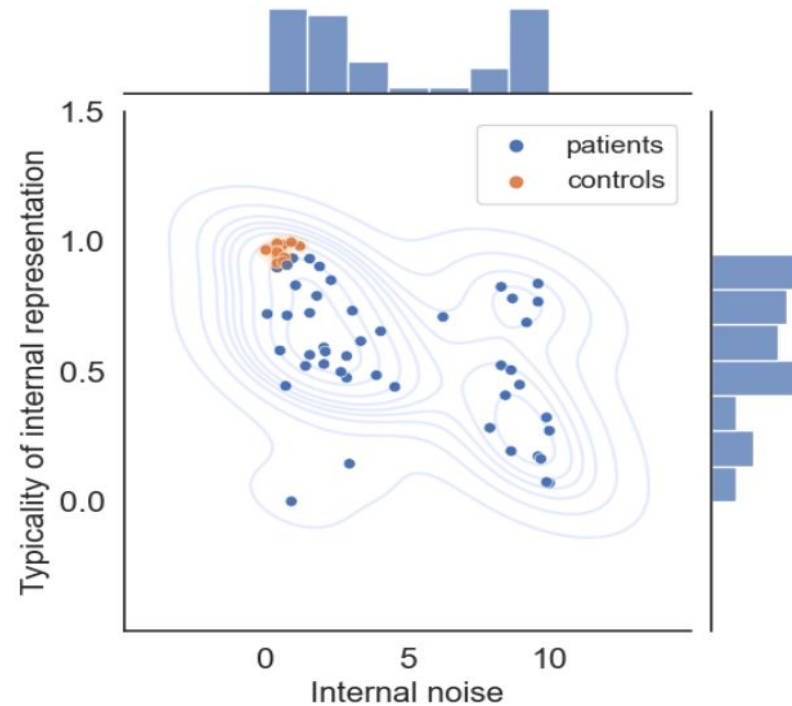 1.5
1.0
0.5
0.0
Typicality of internal representation
patients
controls
0
5
10
Internal noise